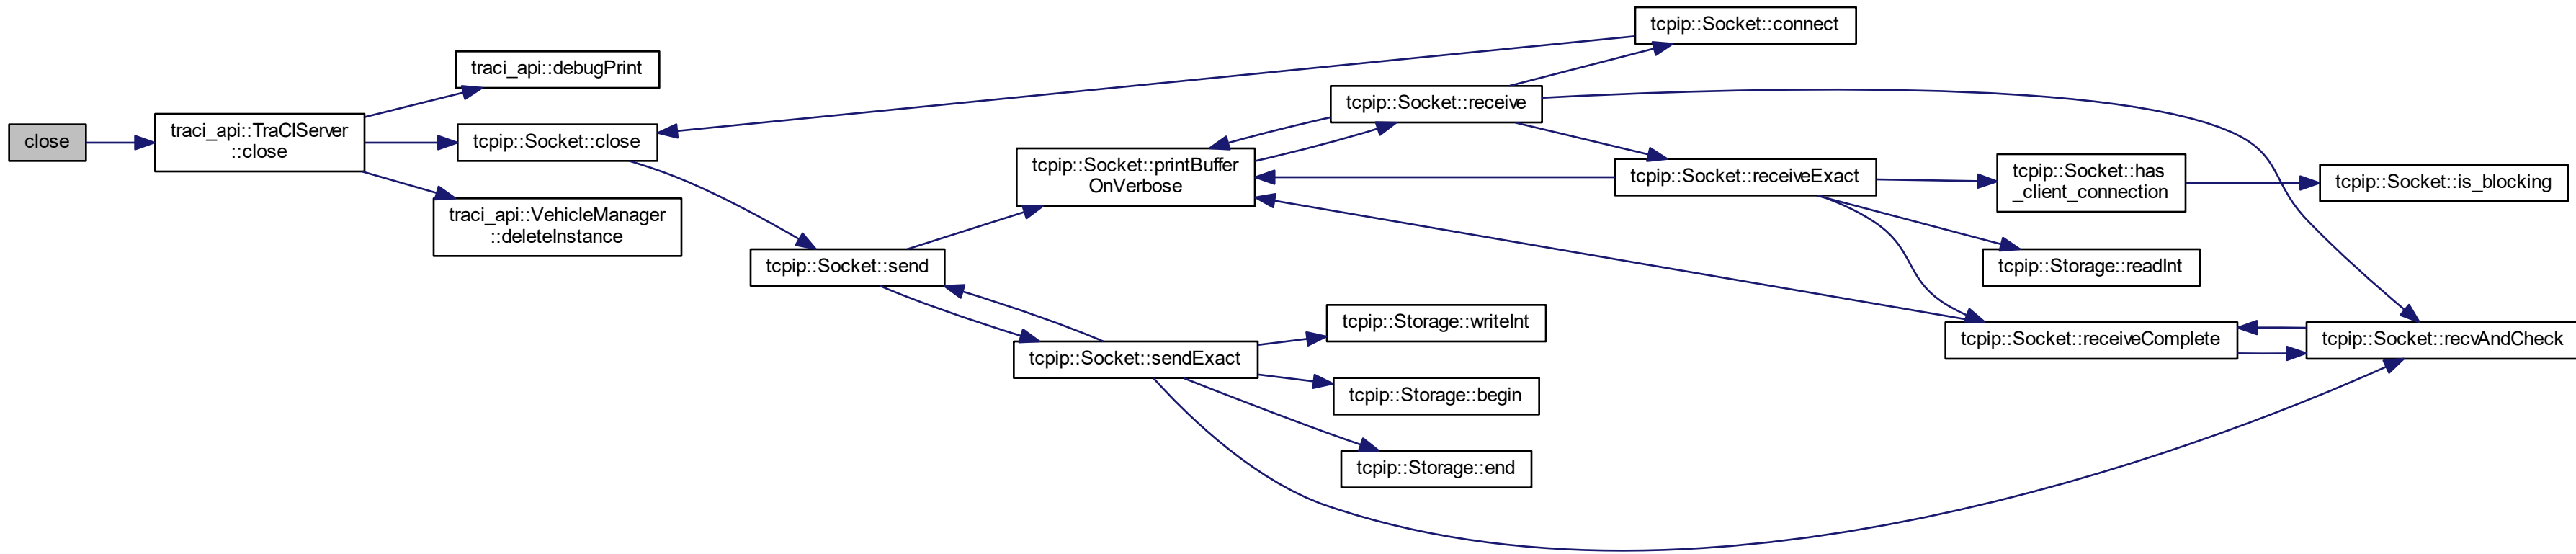 close
traci_api::TraCIServer
::close
traci_api::debugPrint
tcpip::Socket::close
traci_api::VehicleManager
::deleteInstance
tcpip::Socket::send
tcpip::Socket::printBuffer
OnVerbose
tcpip::Socket::sendExact
tcpip::Socket::receive
tcpip::Storage::writeInt
tcpip::Storage::begin
tcpip::Storage::end
tcpip::Socket::connect
tcpip::Socket::receiveExact
tcpip::Socket::has
_client_connection
tcpip::Storage::readInt
tcpip::Socket::receiveComplete
tcpip::Socket::is_blocking
tcpip::Socket::recvAndCheck